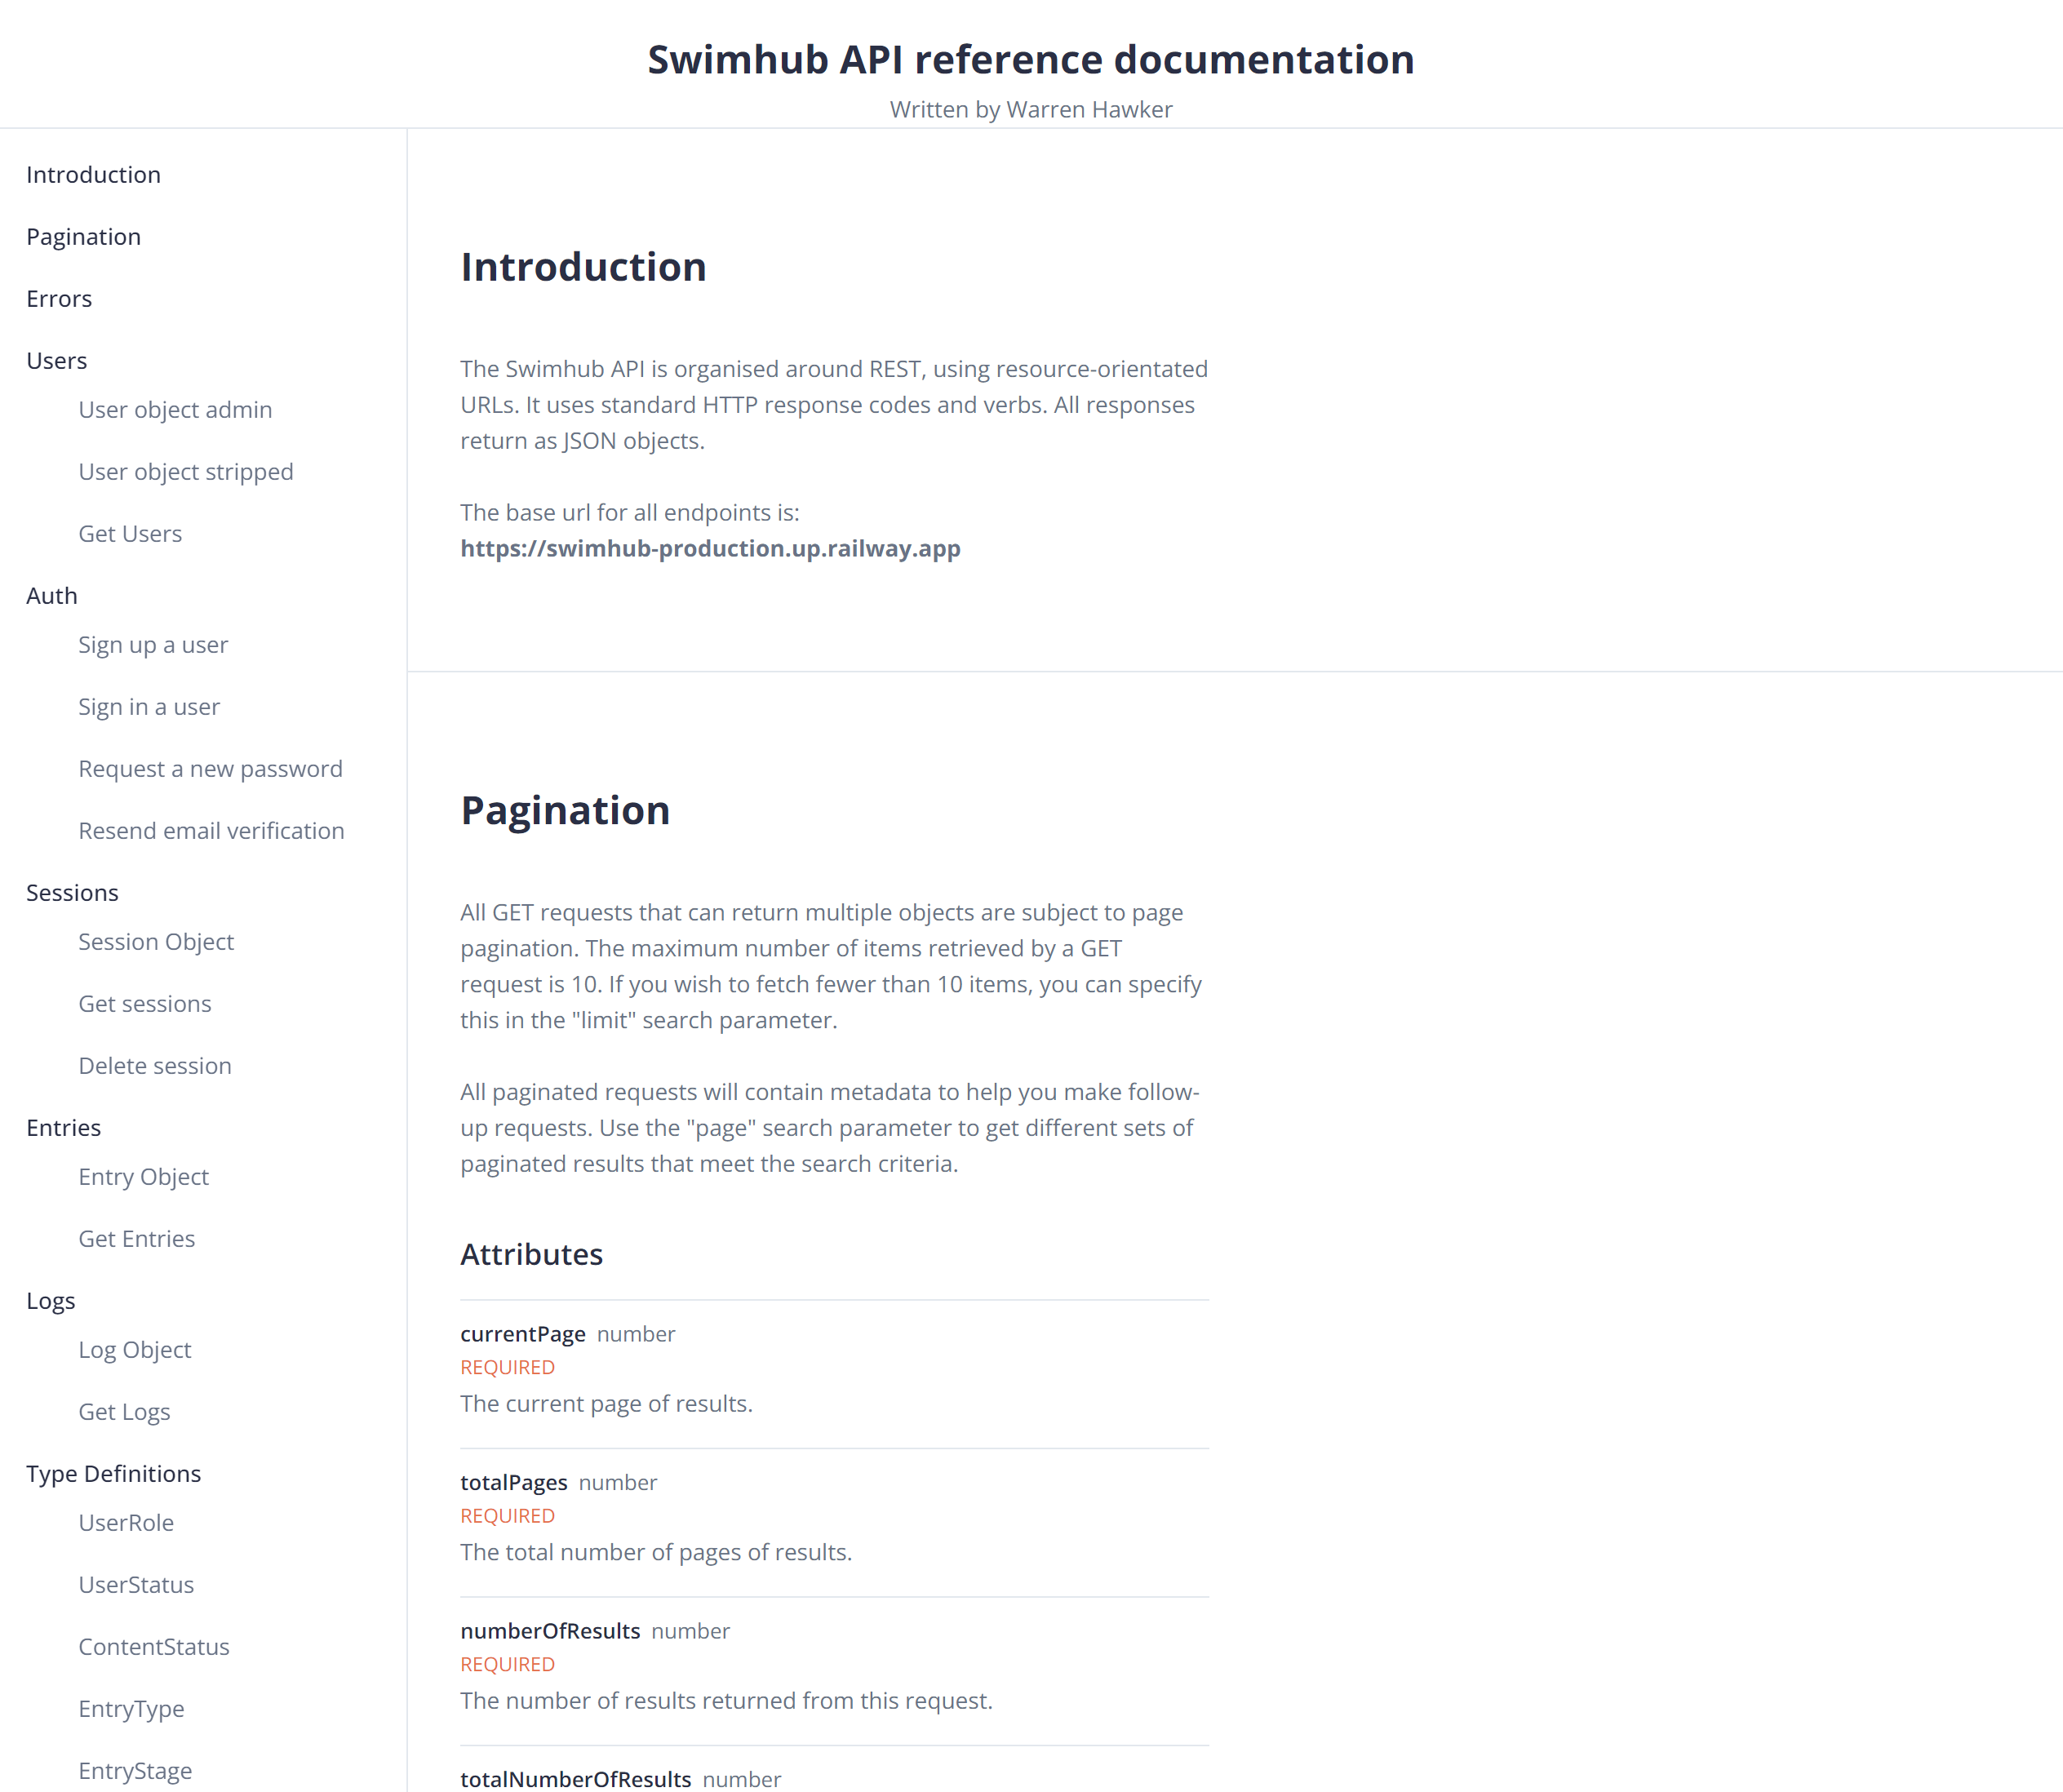 Swimhub API reference documentation
Written by Warren Hawker
Introduction
Pagination
Errors
Users
User object admin
User object stripped
Get Users
Auth
Sign up a user
Sign in a user
Request a new password
Resend email verification
Sessions
Session Object
Get sessions
Delete session
Entries
Entry Object
Get Entries
Logs
Log Object
Get Logs
Type Definitions
UserRole
UserStatus
ContentStatus
EntryType
EntryStage
Introduction
The Swimhub API is organised around REST, using resource-orientated
URLs. It uses standard HTTP response codes and verbs. All responses
return as JSON objects.
The base url for all endpoints is:
https://swimhub-production.up.railway.app
Pagination
All GET requests that can return multiple objects are subject to page
pagination. The maximum number of items retrieved by a GET
request is 10. If you wish to fetch fewer than 10 items, you can specify
this in the "limit" search parameter.
All paginated requests will contain metadata to help you make follow-
up requests. Use the "page" search parameter to get different sets of
paginated results that meet the search criteria.
Attributes
currentPage number
REQUIRED
The current page of results.
totalPages number
REQUIRED
The total number of pages of results.
numberOfResults number
REQUIRED
The number of results returned from this request.
totalNumberOfResults number